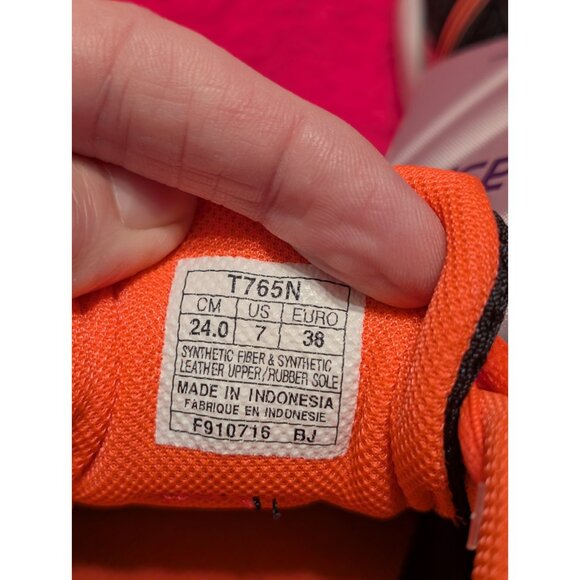 T765N
CM US EURO
24.0 7 38
SYNTHETIC FIBER & SYNTHETIC
LEATHER UPPER/RUBBER SOLE
MADE IN INDONESIA
FABRIQUE EN INDONESIE
F910716 BJ